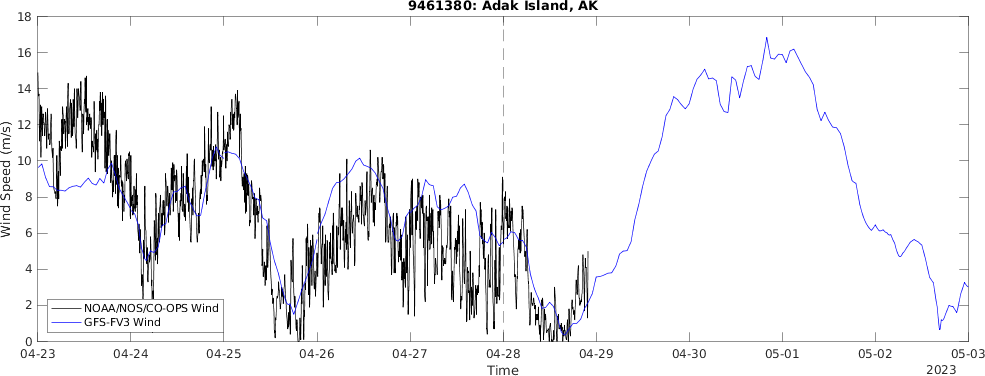 9461380: Adak Island, AK
18
16
14
12
10
8
6
4
2
0
Wind Speed (m/s)
NOAA/NOS/CO-OPS Wind
GFS-FV3 Wind
04-23 04-24 04-25 04-26 04-27 04-28 04-29 04-30 05-01 05-02 05-03
Time
2023